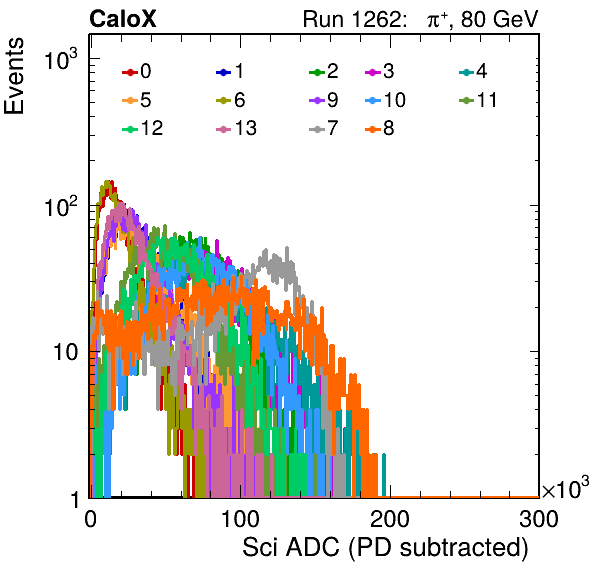 CaloX Run 1262: π⁺, 80 GeV
Events
10³
0 1 2 3 4
5 6 9 10 11
12 13 7 8
10²
10
1
0 100 200 300
×10³
Sci ADC (PD subtracted)